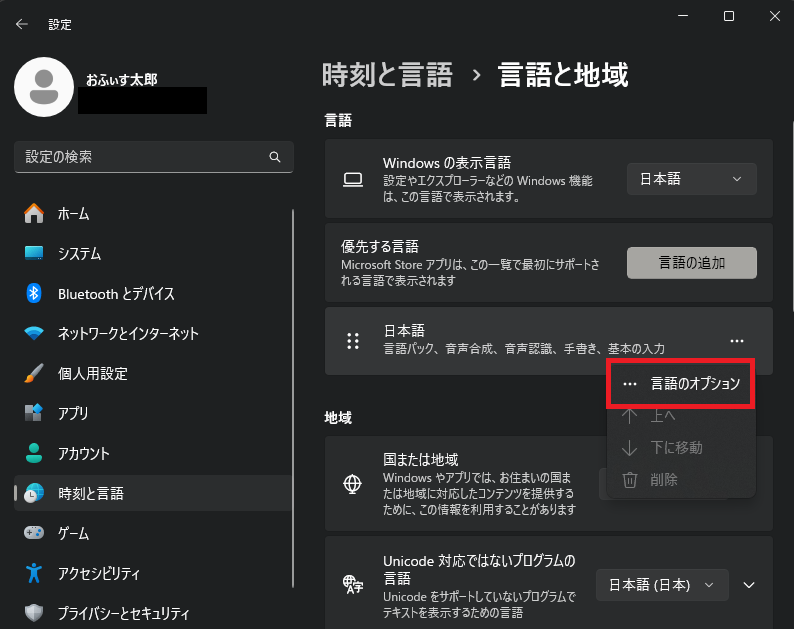 設定
おふぃす太郎
設定の検索
ホーム
システム
Bluetooth とデバイス
ネットワークとインターネット
個人用設定
アプリ
アカウント
時刻と言語
ゲーム
アクセシビリティ
プライバシーとセキュリティ
時刻と言語 › 言語と地域
言語
Windows の表示言語
設定やエクスプローラーなどの Windows 機能
は、この言語で表示されます。
日本語
優先する言語
Microsoft Store アプリは、この一覧で最初にサポートさ
れる言語で表示されます
言語の追加
日本語
言語パック、音声合成、音声認識、手書き、基本の入力
言語のオプション
上へ
下に移動
削除
地域
国または地域
Windows やアプリでは、お住まいの国ま
たは地域に対応したコンテンツを提供する
ために、この情報を利用することがあります
Unicode 対応ではないプログラムの
言語
Unicode をサポートしていないプログラムで
テキストを表示するための言語
日本語 (日本)